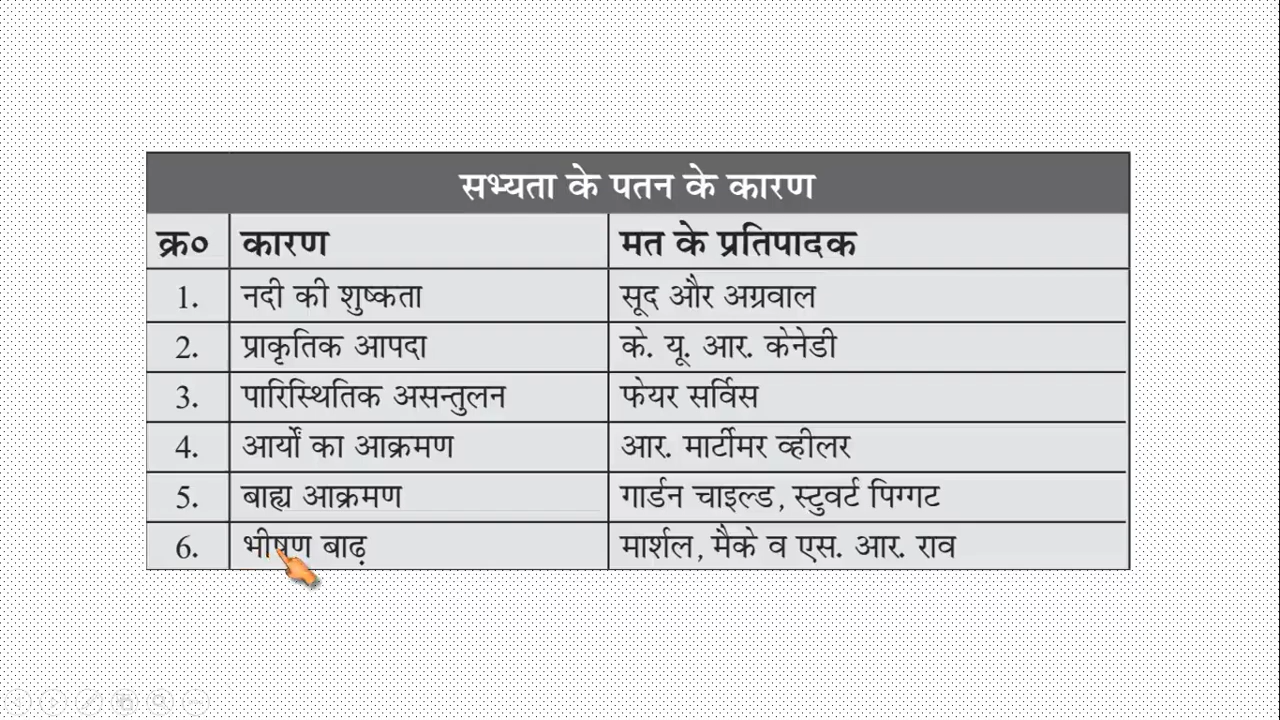 सभ्यता के पतन के कारण
क्र० कारण मत के प्रतिपादक
1. नदी की शुष्कता सूद और अग्रवाल
2. प्राकृतिक आपदा के. यू. आर. केनेडी
3. पारिस्थितिक असन्तुलन फेयर सर्विस
4. आर्यों का आक्रमण आर. मार्टीमर व्हीलर
5. बाह्य आक्रमण गार्डन चाइल्ड, स्टुवर्ट पिग्गट
6. भीषण बाढ़ मार्शल, मैके व एस. आर. राव